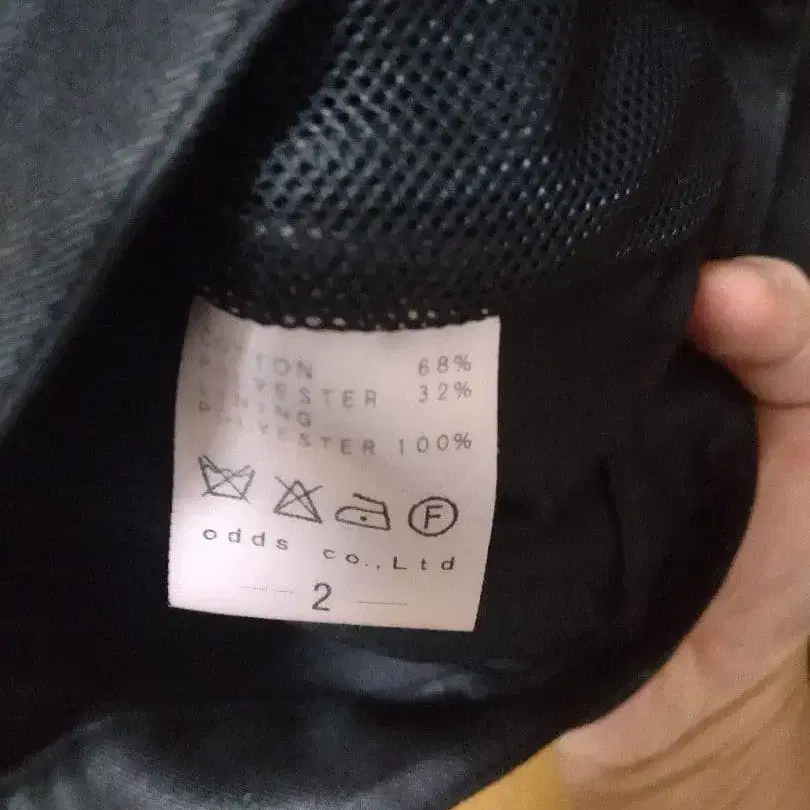 COTTON 68%
POLYESTER 32%
LINING
POLYESTER 100%
F
odds co.,Ltd
2